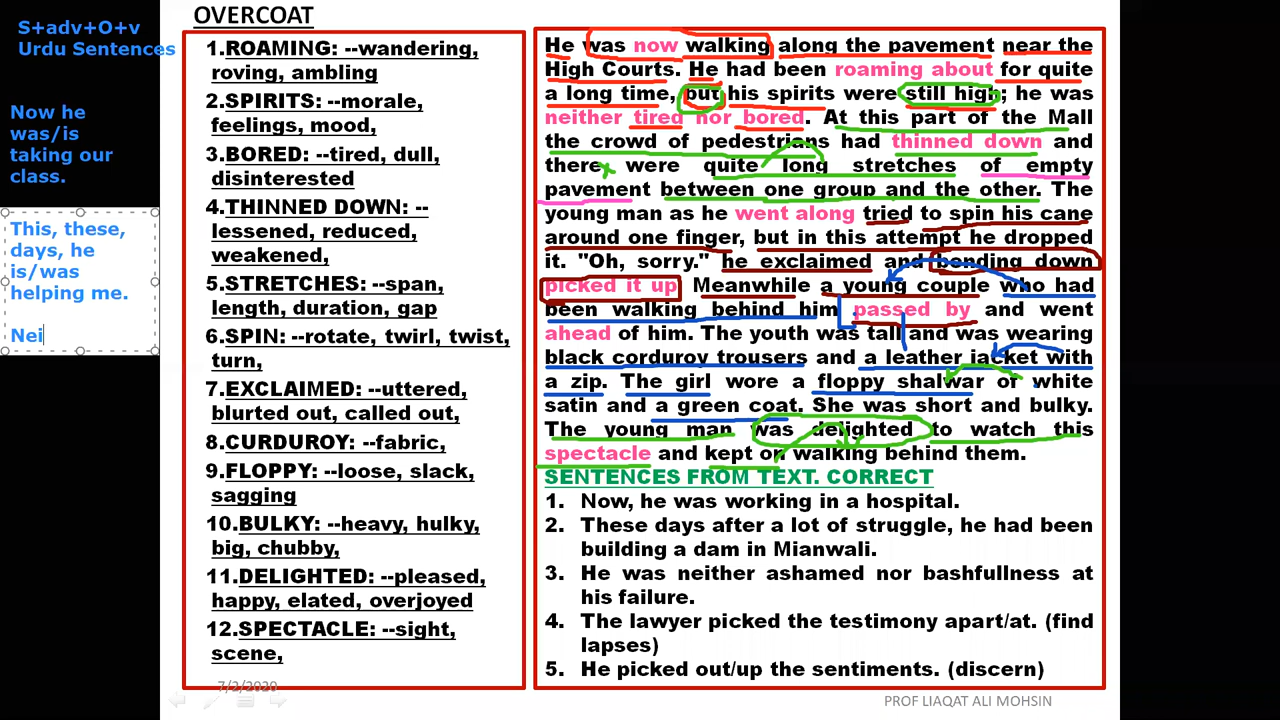 S+adv+O+v
Urdu Sentences
Now he
was/is
taking our
class.
This, these,
days, he
is/was
helping me.
Nei
OVERCOAT
1.ROAMING: --wandering,
roving, ambling
2.SPIRITS: --morale,
feelings, mood,
3.BORED: --tired, dull,
disinterested
4.THINNED DOWN: --
lessened, reduced,
weakened,
5.STRETCHES: --span,
length, duration, gap
6.SPIN: --rotate, twirl, twist,
turn,
7.EXCLAIMED: --uttered,
blurted out, called out,
8.CURDUROY: --fabric,
9.FLOPPY: --loose, slack,
sagging
10.BULKY: --heavy, hulky,
big, chubby,
11.DELIGHTED: --pleased,
happy, elated, overjoyed
12.SPECTACLE: --sight,
scene,
7/2/2020
He was now walking along the pavement near the
High Courts. He had been roaming about for quite
a long time, but his spirits were still high; he was
neither tired nor bored. At this part of the Mall
the crowd of pedestrians had thinned down and
there were quite long stretches of empty
pavement between one group and the other. The
young man as he went along tried to spin his cane
around one finger, but in this attempt he dropped
it. "Oh, sorry." he exclaimed and bending down
picked it up. Meanwhile a young couple who had
been walking behind him passed by and went
ahead of him. The youth was tall and was wearing
black corduroy trousers and a leather jacket with
a zip. The girl wore a floppy shalwar of white
satin and a green coat. She was short and bulky.
The young man was delighted to watch this
spectacle and kept on walking behind them.
SENTENCES FROM TEXT. CORRECT
1. Now, he was working in a hospital.
2. These days after a lot of struggle, he had been
building a dam in Mianwali.
3. He was neither ashamed nor bashfullness at
his failure.
4. The lawyer picked the testimony apart/at. (find
lapses)
5. He picked out/up the sentiments. (discern)
PROF LIAQAT ALI MOHSIN